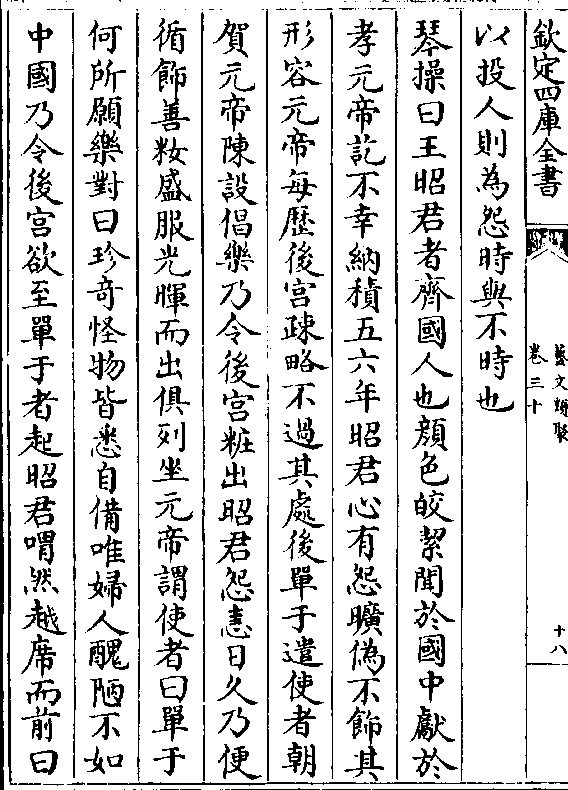 欽定四庫全書
藝文類聚
卷三十
十八
以投人則為怨時與不時也
琴操曰王昭君者齊國人也顏色皎絜聞於國中獻於
孝元帝訖不幸納積五六年昭君心有怨曠偽不飾其
形容元帝每歷後宮疎略不過其處後單于遣使者朝
賀元帝陳設倡樂乃令後宮粧出昭君怨恚日久乃便
循飾善粧盛服光暉而出俱列坐元帝謂使者曰單于
何所願樂對曰珍奇怪物皆悉自備唯婦人醜陋不如
中國乃令後宮欲至單于者起昭君喟然越席而前曰